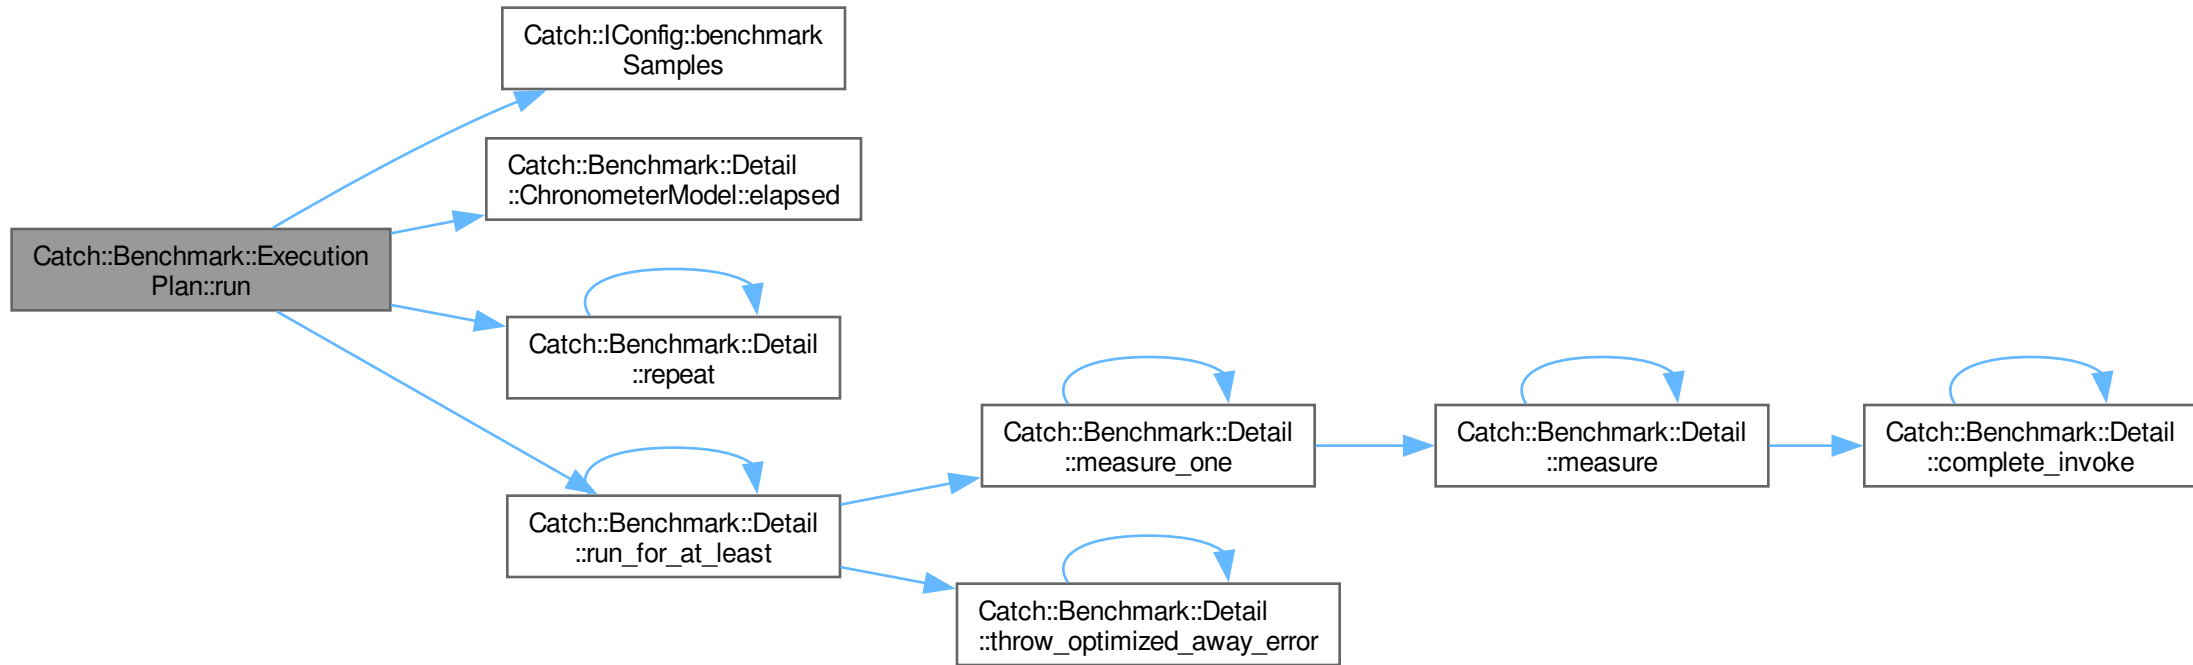 Catch::IConfig::benchmark
Samples
Catch::Benchmark::Detail
::ChronometerModel::elapsed
Catch::Benchmark::Execution
Plan::run
Catch::Benchmark::Detail
::repeat
Catch::Benchmark::Detail
::run_for_at_least
Catch::Benchmark::Detail
::measure_one
Catch::Benchmark::Detail
::measure
Catch::Benchmark::Detail
::complete_invoke
Catch::Benchmark::Detail
::throw_optimized_away_error